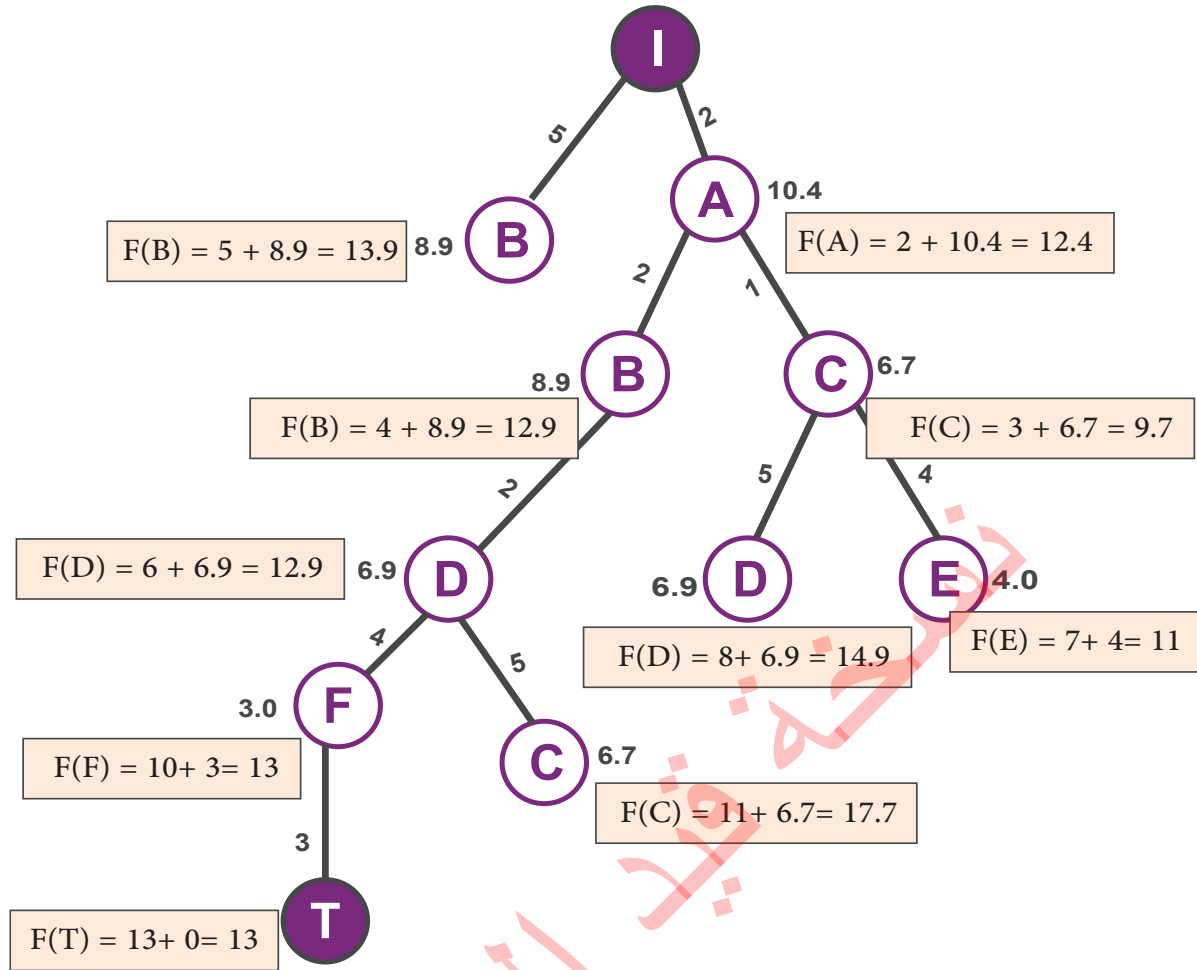 I
5
2
A
10.4
B
8.9
F(B) = 5 + 8.9 = 13.9
F(A) = 2 + 10.4 = 12.4
2
1
B
8.9
C
6.7
F(B) = 4 + 8.9 = 12.9
F(C) = 3 + 6.7 = 9.7
2
5
4
F(D) = 6 + 6.9 = 12.9
6.9
D
6.9
D
E
4.0
F(D) = 8+ 6.9 = 14.9
F(E) = 7+ 4= 11
4
5
3.0
F
C
6.7
F(F) = 10+ 3= 13
F(C) = 11+ 6.7= 17.7
3
T
F(T) = 13+ 0= 13
نسخة قيد